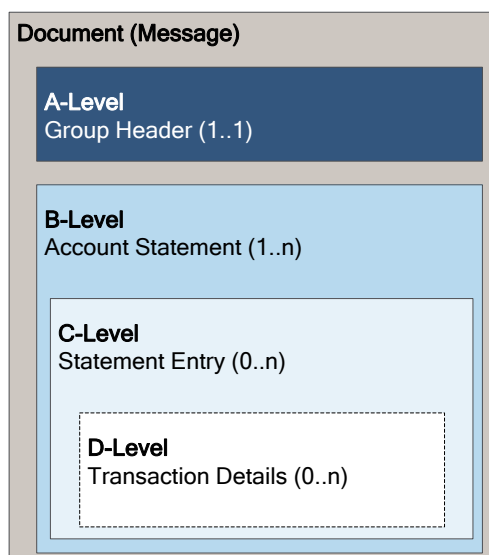 Document (Message)
A-Level
Group Header (1..1)
B-Level
Account Statement (1..n)
C-Level
Statement Entry (0..n)
D-Level
Transaction Details (0..n)